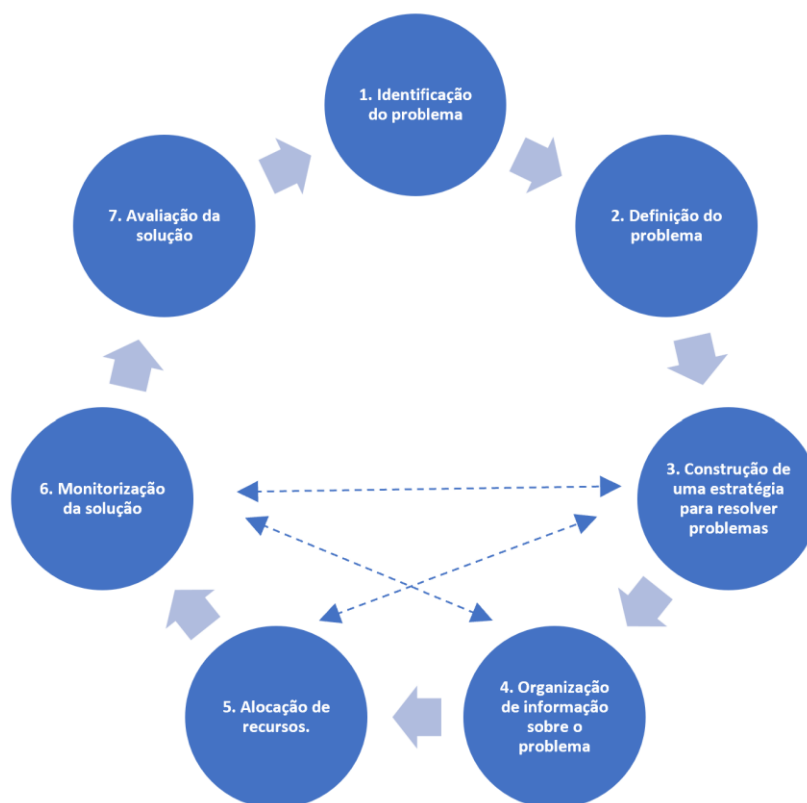 1. Identificação
do problema
2. Definição do
problema
3. Construção de
uma estratégia
para resolver
problemas
4. Organização
de informação
sobre o
problema
5. Alocação de
recursos.
6. Monitorização
da solução
7. Avaliação da
solução